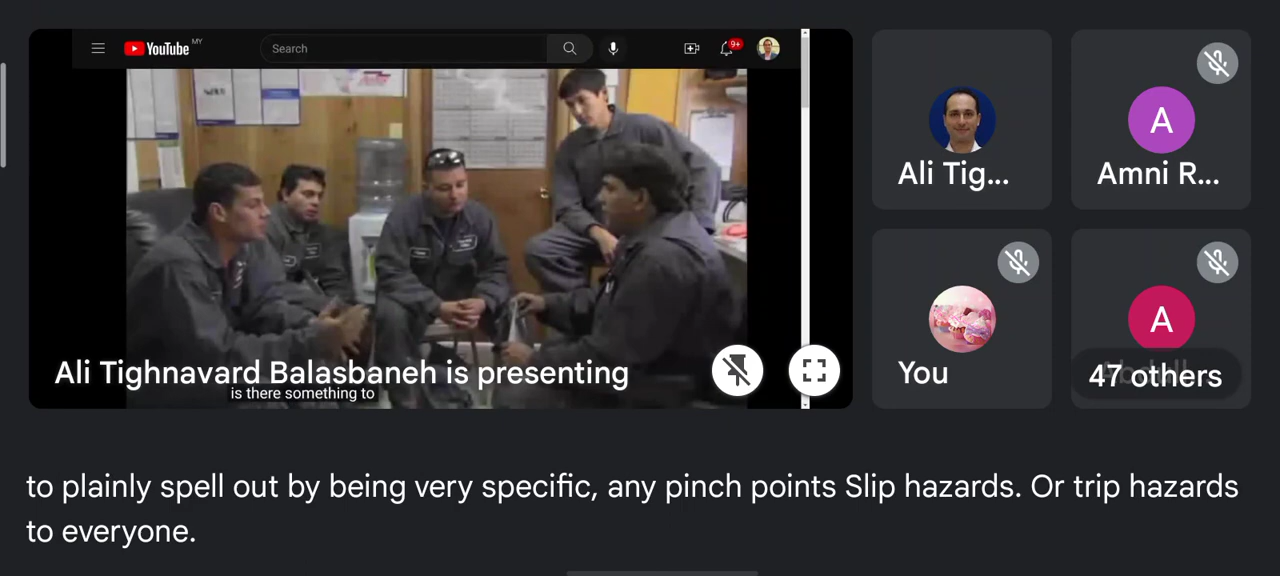 YouTube MY
Search
9+
Ali Tighnavard Balasbaneh is presenting
is there something to
Ali Tig...
A
Amni R...
You
A
47 others
to plainly spell out by being very specific, any pinch points Slip hazards. Or trip hazards
to everyone.